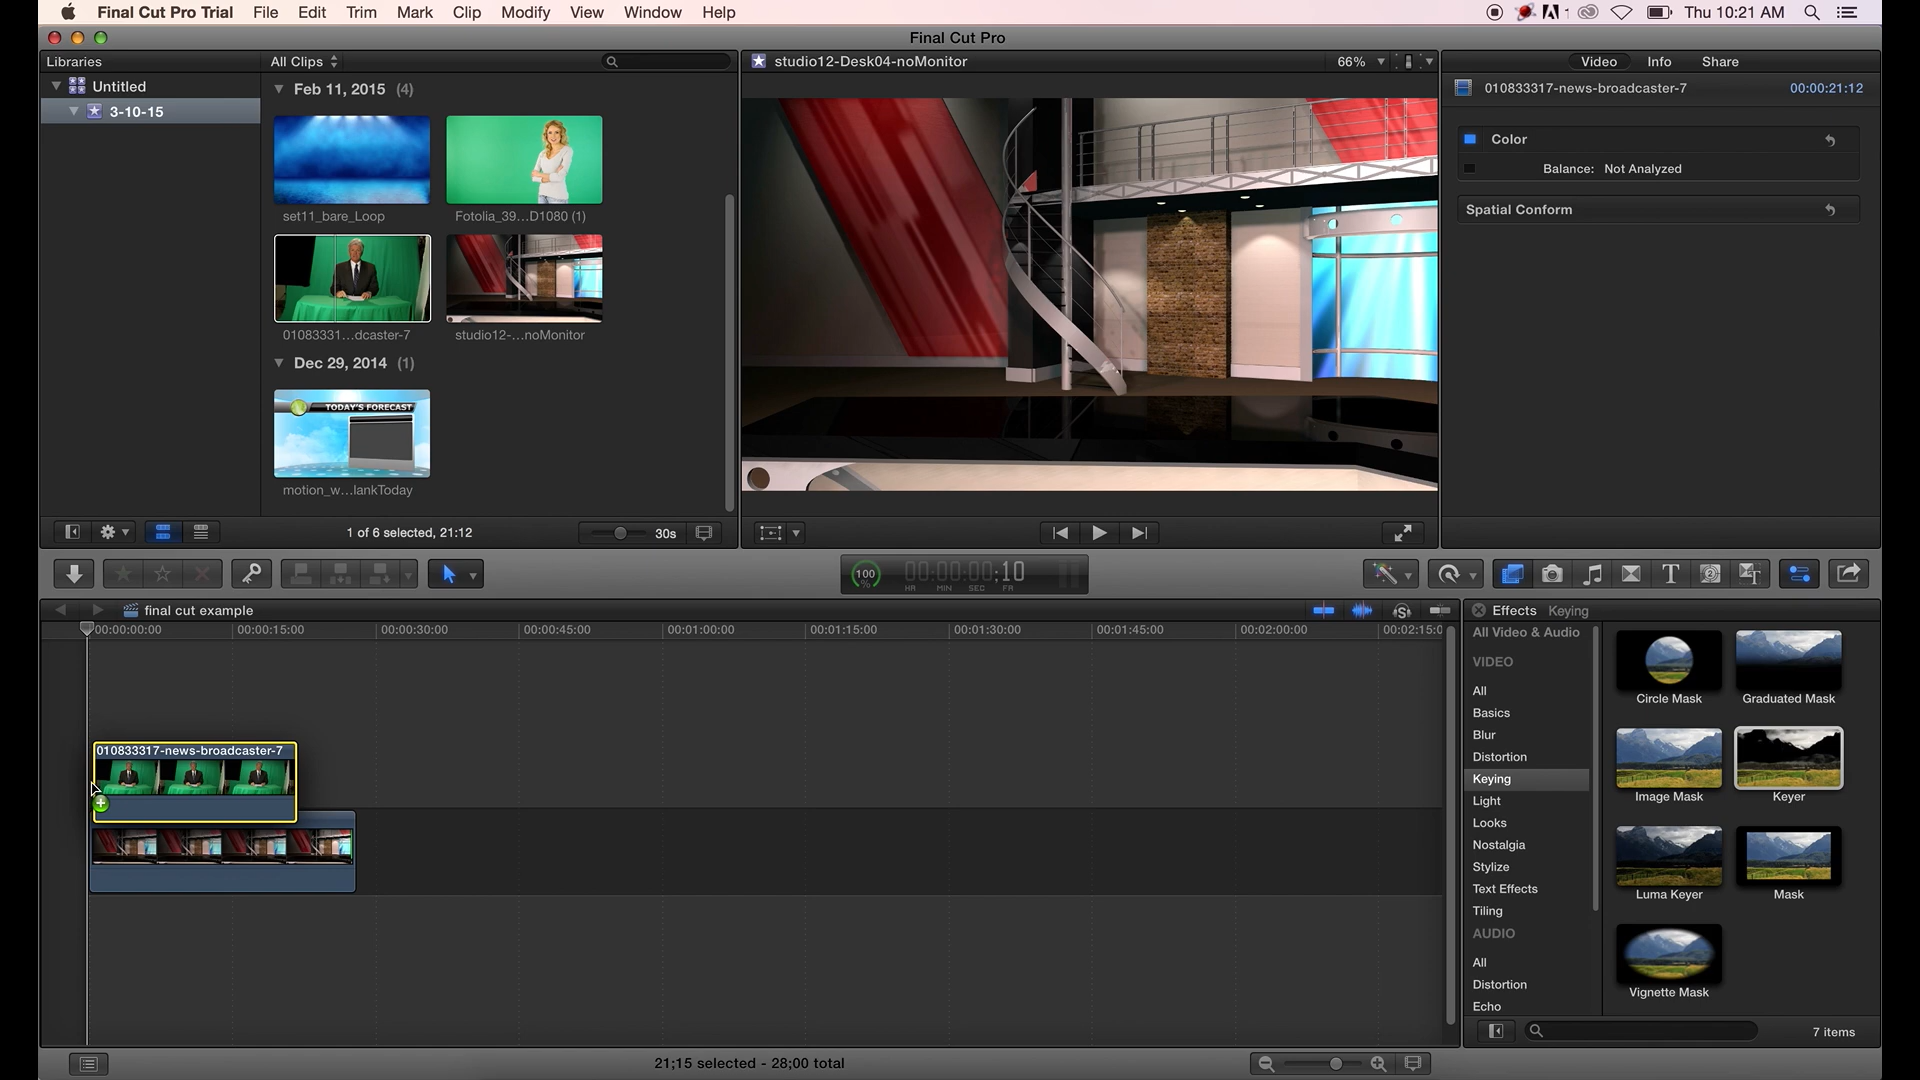 Final Cut Pro Trial File Edit Trim Mark Clip Modify View Window Help
1 Thu 10:21 AM
Final Cut Pro
Libraries
Untitled
3-10-15
All Clips
Feb 11, 2015 (4)
set11_bare_Loop
Fotolia_39...D1080 (1)
01083331...dcaster-7
studio12-...noMonitor
Dec 29, 2014 (1)
TODAY'S FORECAST
motion_w...lankToday
1 of 6 selected, 21:12
30s
studio12-Desk04-noMonitor
66%
Video Info Share
010833317-news-broadcaster-7 00:00:21:12
Color
Balance: Not Analyzed
Spatial Conform
100
%
00:00:00;10
HR MIN SEC FR
final cut example
00:00:00:00 00:00:15:00 00:00:30:00 00:00:45:00 00:01:00:00 00:01:15:00 00:01:30:00 00:01:45:00 00:02:00:00 00:02:15:0
010833317-news-broadcaster-7
Effects Keying
All Video & Audio
VIDEO
All
Basics
Blur
Distortion
Keying
Light
Looks
Nostalgia
Stylize
Text Effects
Tiling
AUDIO
All
Distortion
Echo
Circle Mask
Graduated Mask
Image Mask
Keyer
Luma Keyer
Mask
Vignette Mask
7 items
21;15 selected - 28;00 total